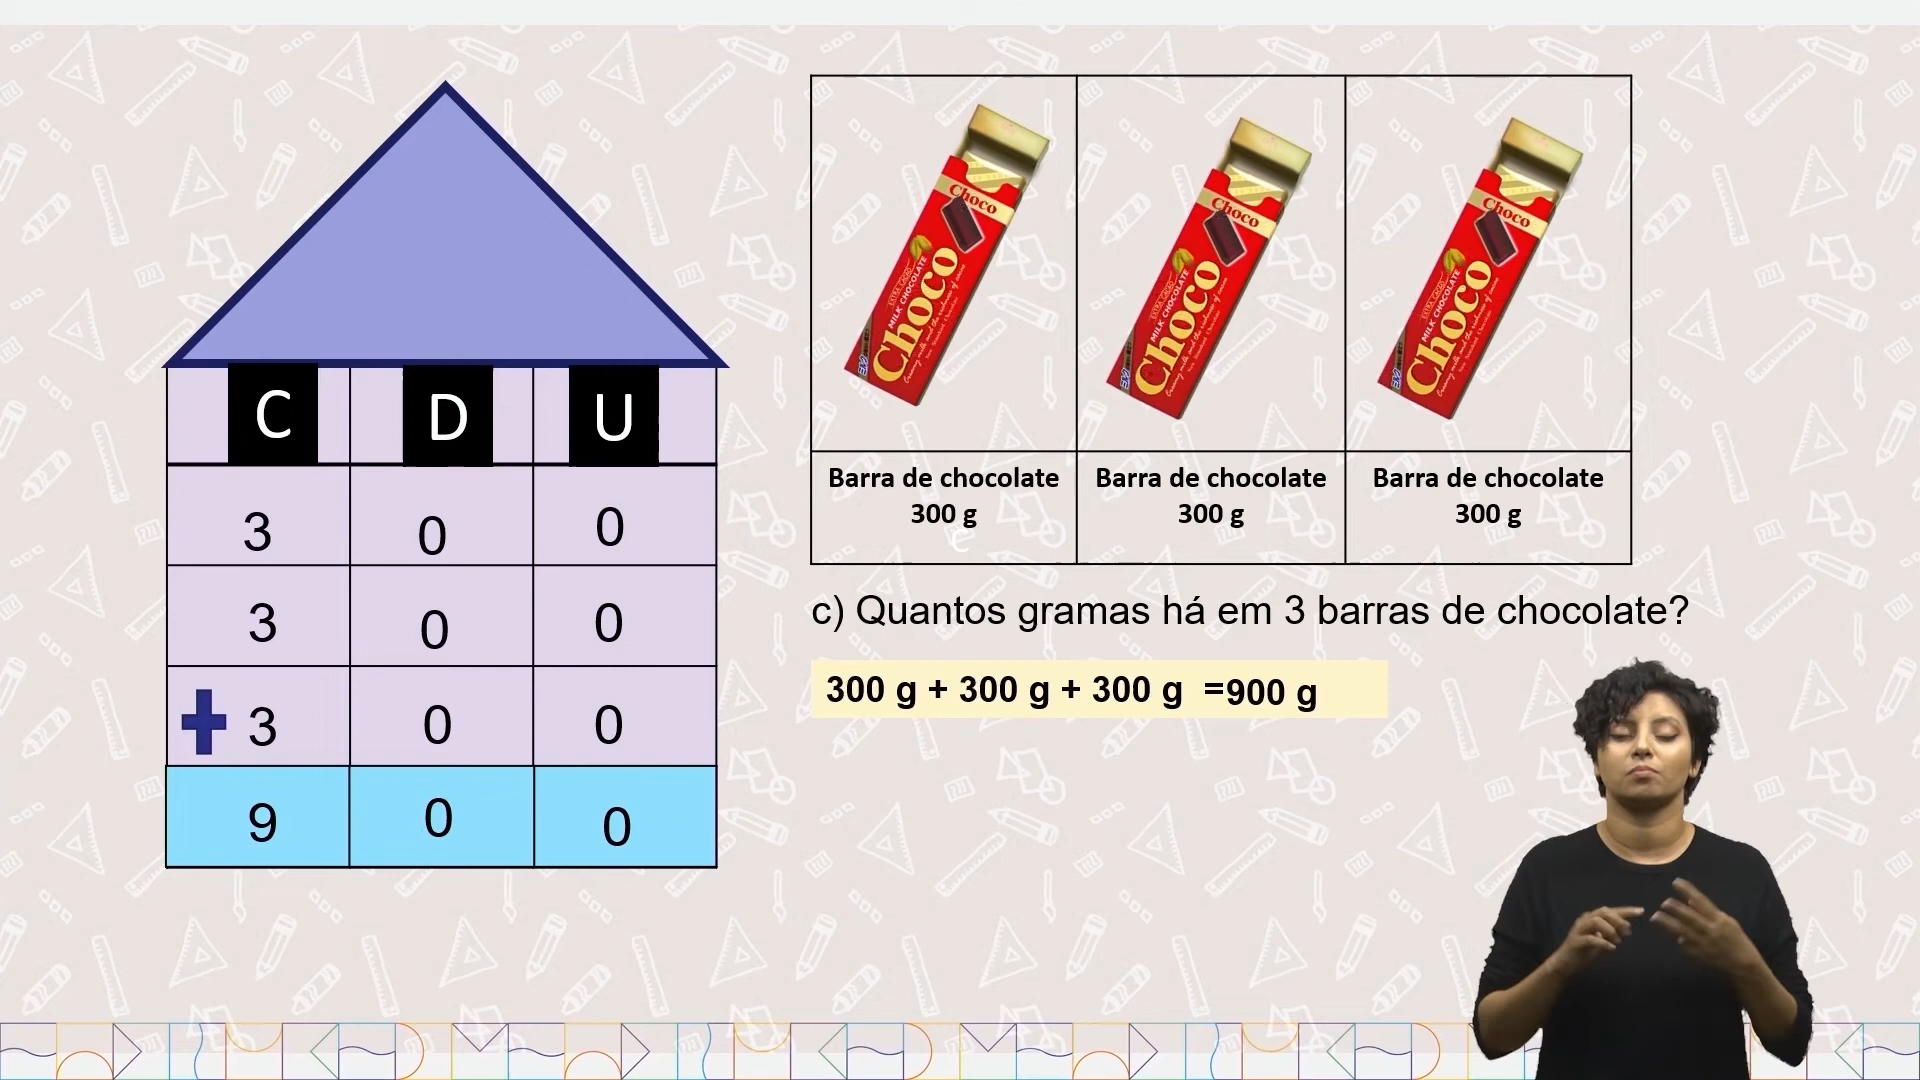 C D U
3 0 0
3 0 0
+ 3 0 0
9 0 0
Choco
MILK CHOCOLATE
Choco
Choco
MILK CHOCOLATE
Choco
Choco
MILK CHOCOLATE
Choco
Barra de chocolate
300 g
Barra de chocolate
300 g
Barra de chocolate
300 g
c) Quantos gramas há em 3 barras de chocolate?
300 g + 300 g + 300 g =900 g